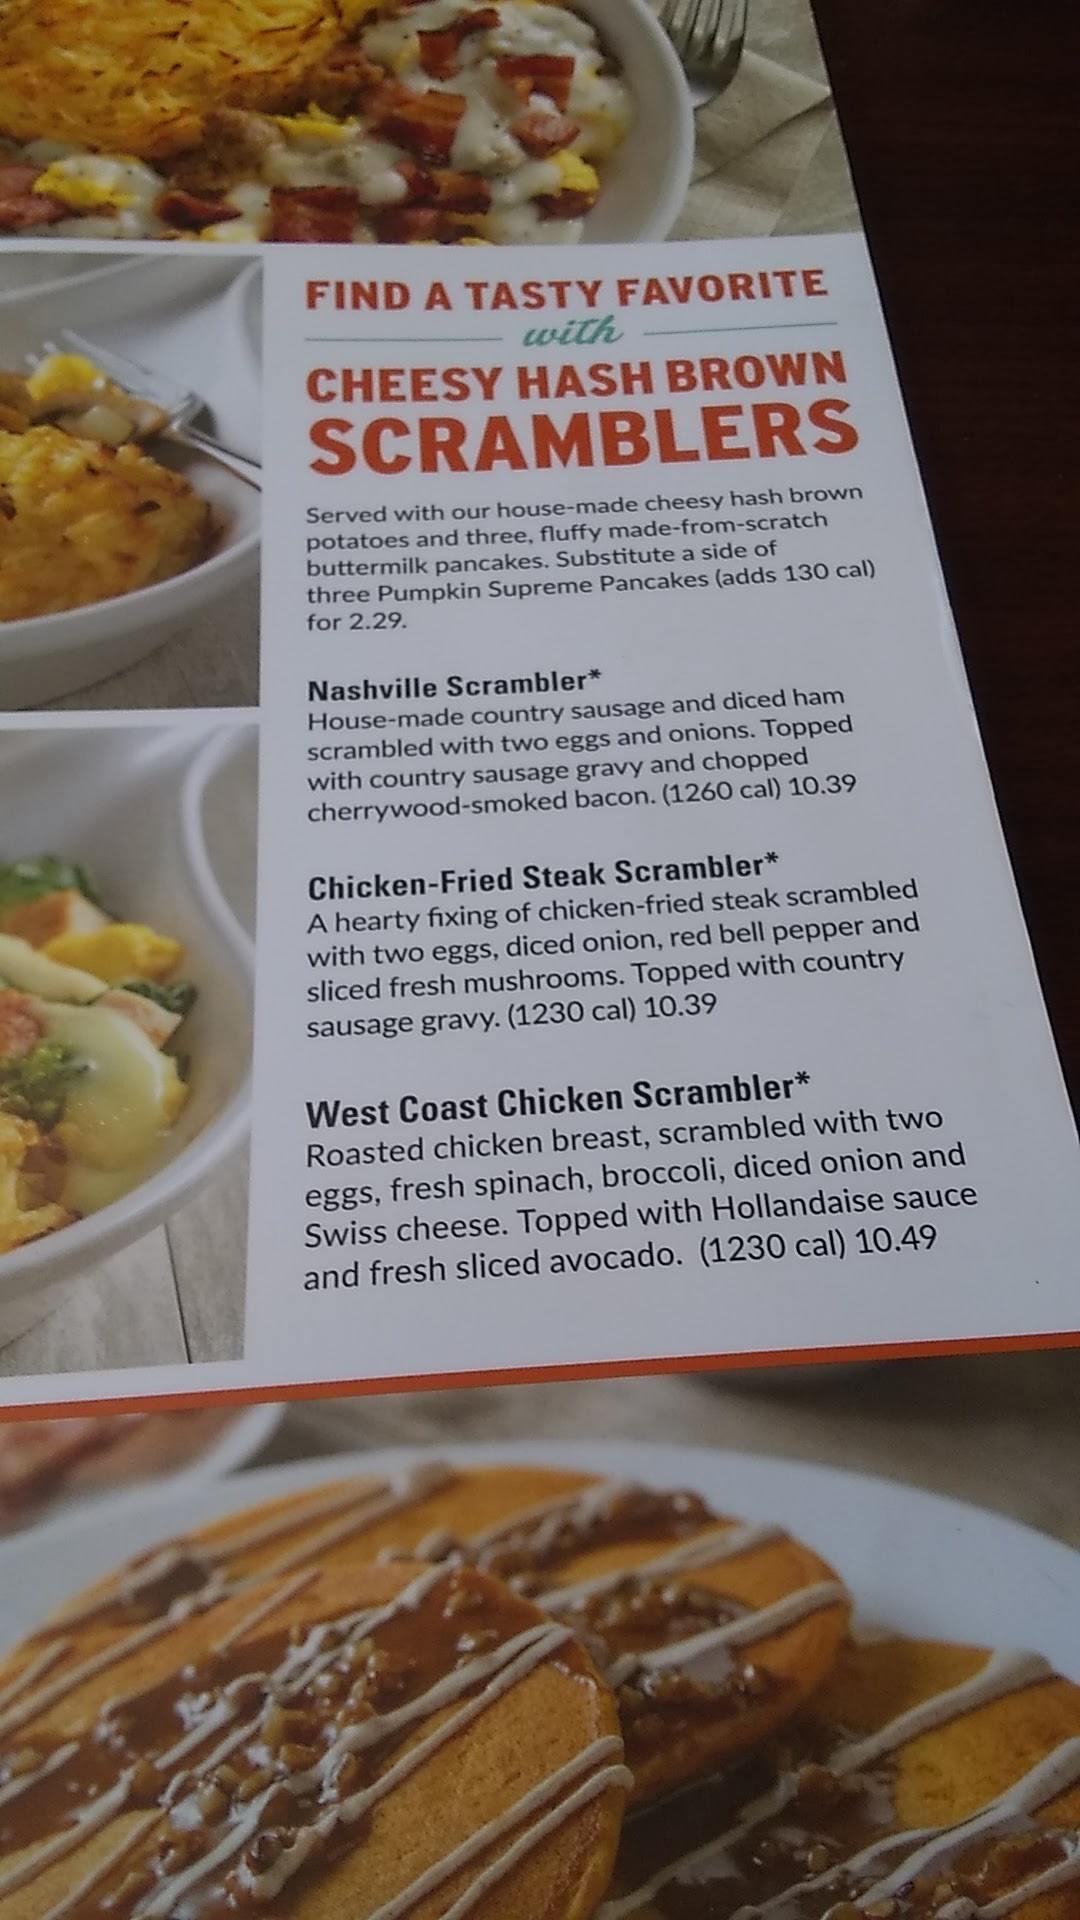 FIND A TASTY FAVORITE
with
CHEESY HASH BROWN
SCRAMBLERS
Served with our house-made cheesy hash brown
potatoes and three, fluffy made-from-scratch
buttermilk pancakes. Substitute a side of
three Pumpkin Supreme Pancakes (adds 130 cal)
for 2.29.
Nashville Scrambler*
House-made country sausage and diced ham
scrambled with two eggs and onions. Topped
with country sausage gravy and chopped
cherrywood-smoked bacon. (1260 cal) 10.39
Chicken-Fried Steak Scrambler*
A hearty fixing of chicken-fried steak scrambled
with two eggs, diced onion, red bell pepper and
sliced fresh mushrooms. Topped with country
sausage gravy. (1230 cal) 10.39
West Coast Chicken Scrambler*
Roasted chicken breast, scrambled with two
eggs, fresh spinach, broccoli, diced onion and
Swiss cheese. Topped with Hollandaise sauce
and fresh sliced avocado. (1230 cal) 10.49